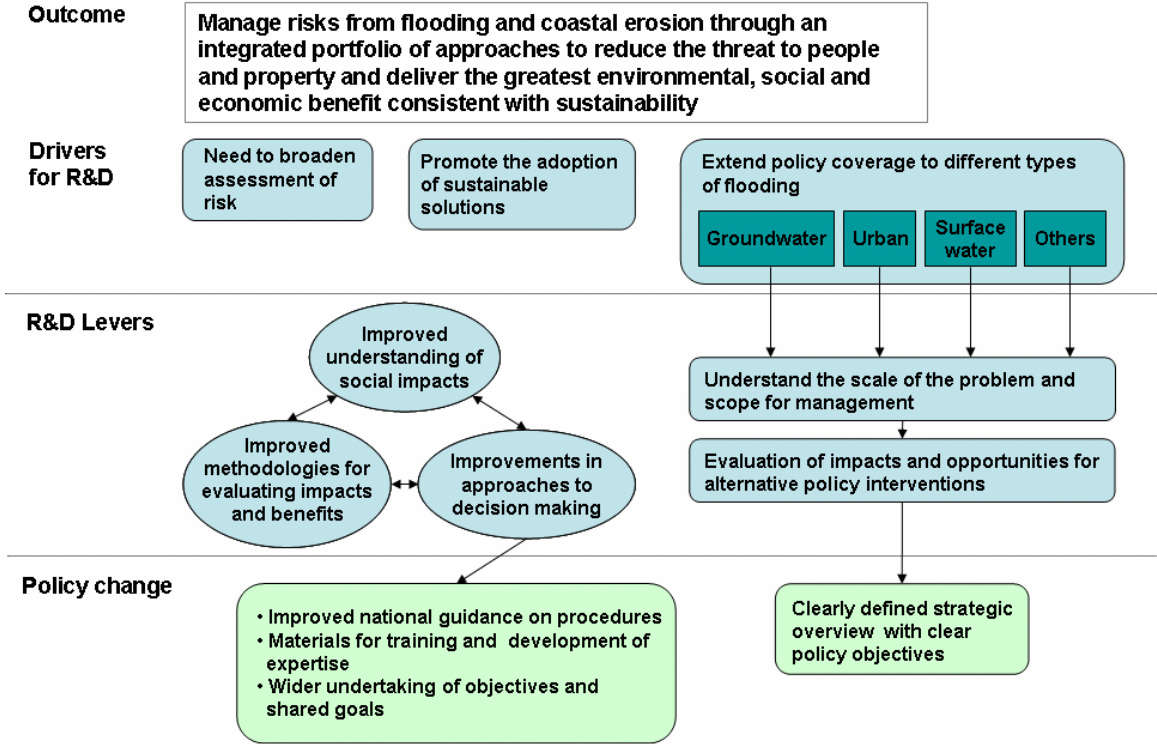 Outcome
Manage risks from flooding and coastal erosion through an
integrated portfolio of approaches to reduce the threat to people
and property and deliver the greatest environmental, social and
economic benefit consistent with sustainability
Drivers
for R&D
Need to broaden
assessment of
risk
Promote the adoption
of sustainable
solutions
Extend policy coverage to different types
of flooding
Groundwater
Urban
Surface
water
Others
R&D Levers
Improved
understanding of
social impacts
Improved
methodologies for
evaluating impacts
and benefits
Improvements in
approaches to
decision making
Understand the scale of the problem and
scope for management
Evaluation of impacts and opportunities for
alternative policy interventions
Policy change
• Improved national guidance on procedures
• Materials for training and development of
expertise
• Wider undertaking of objectives and
shared goals
Clearly defined strategic
overview with clear
policy objectives